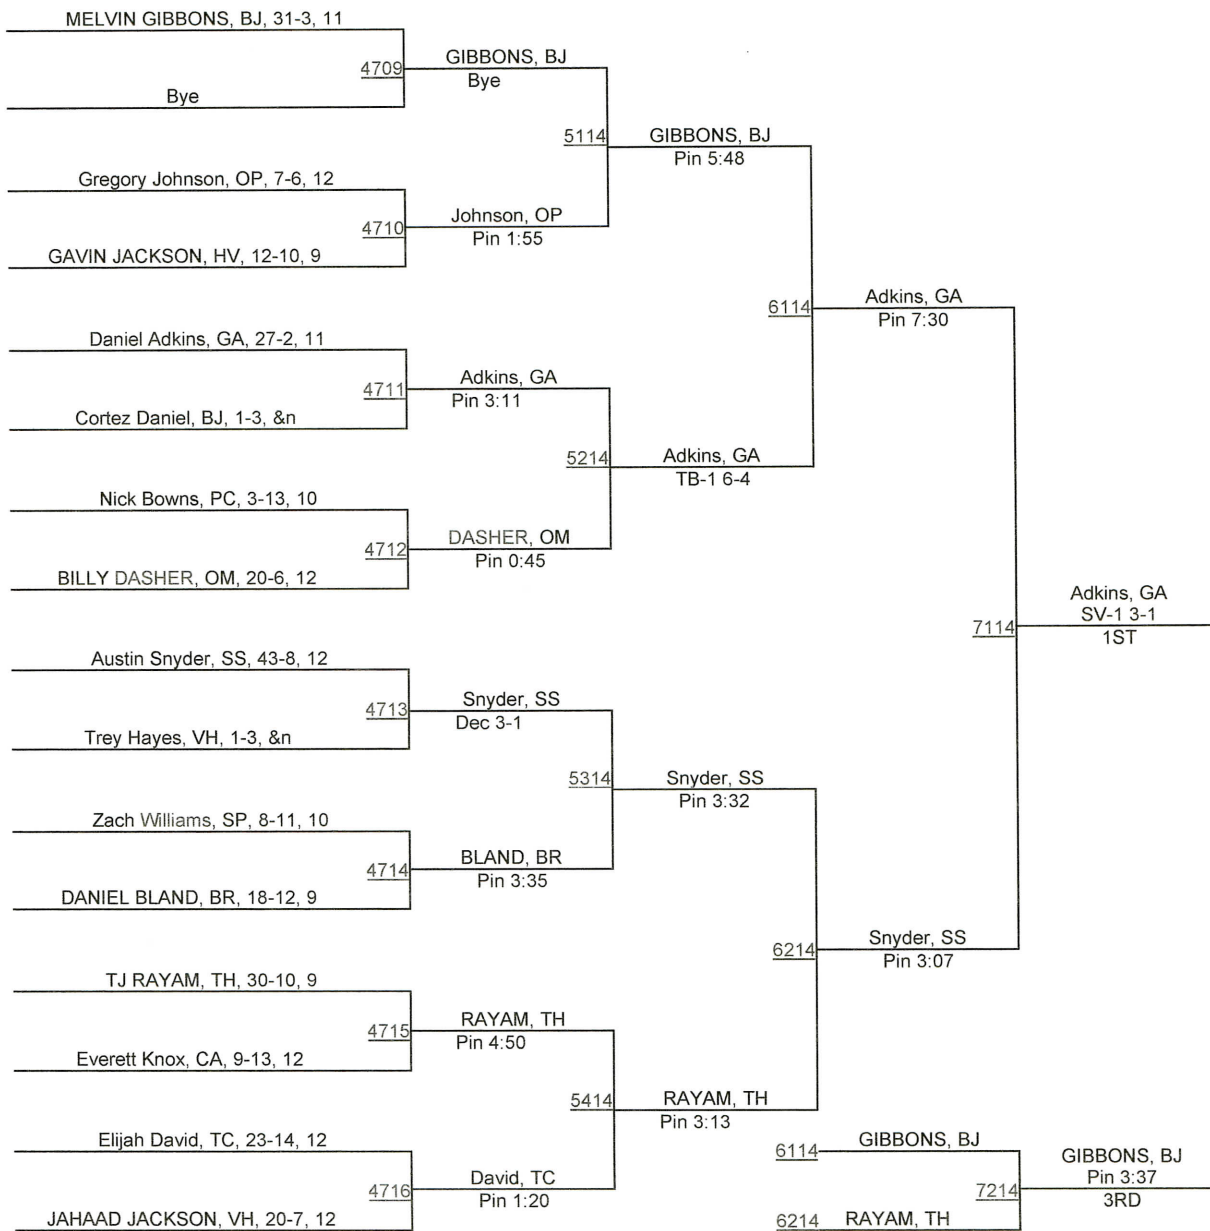 MELVIN GIBBONS, BJ, 31-3, 11
4709
GIBBONS, BJ
Bye
Bye
5114
GIBBONS, BJ
Pin 5:48
Gregory Johnson, OP, 7-6, 12
4710
Johnson, OP
Pin 1:55
GAVIN JACKSON, HV, 12-10, 9
6114
Adkins, GA
Pin 7:30
Daniel Adkins, GA, 27-2, 11
4711
Adkins, GA
Pin 3:11
Cortez Daniel, BJ, 1-3, &n
5214
Adkins, GA
TB-1 6-4
Nick Bowns, PC, 3-13, 10
4712
DASHER, OM
Pin 0:45
BILLY DASHER, OM, 20-6, 12
7114
Adkins, GA
SV-1 3-1
1ST
Austin Snyder, SS, 43-8, 12
4713
Snyder, SS
Dec 3-1
Trey Hayes, VH, 1-3, &n
5314
Snyder, SS
Pin 3:32
Zach Williams, SP, 8-11, 10
4714
BLAND, BR
Pin 3:35
DANIEL BLAND, BR, 18-12, 9
6214
Snyder, SS
Pin 3:07
TJ RAYAM, TH, 30-10, 9
4715
RAYAM, TH
Pin 4:50
Everett Knox, CA, 9-13, 12
5414
RAYAM, TH
Pin 3:13
Elijah David, TC, 23-14, 12
4716
David, TC
Pin 1:20
JAHAAD JACKSON, VH, 20-7, 12
6114
GIBBONS, BJ
7214
GIBBONS, BJ
Pin 3:37
3RD
6214
RAYAM, TH